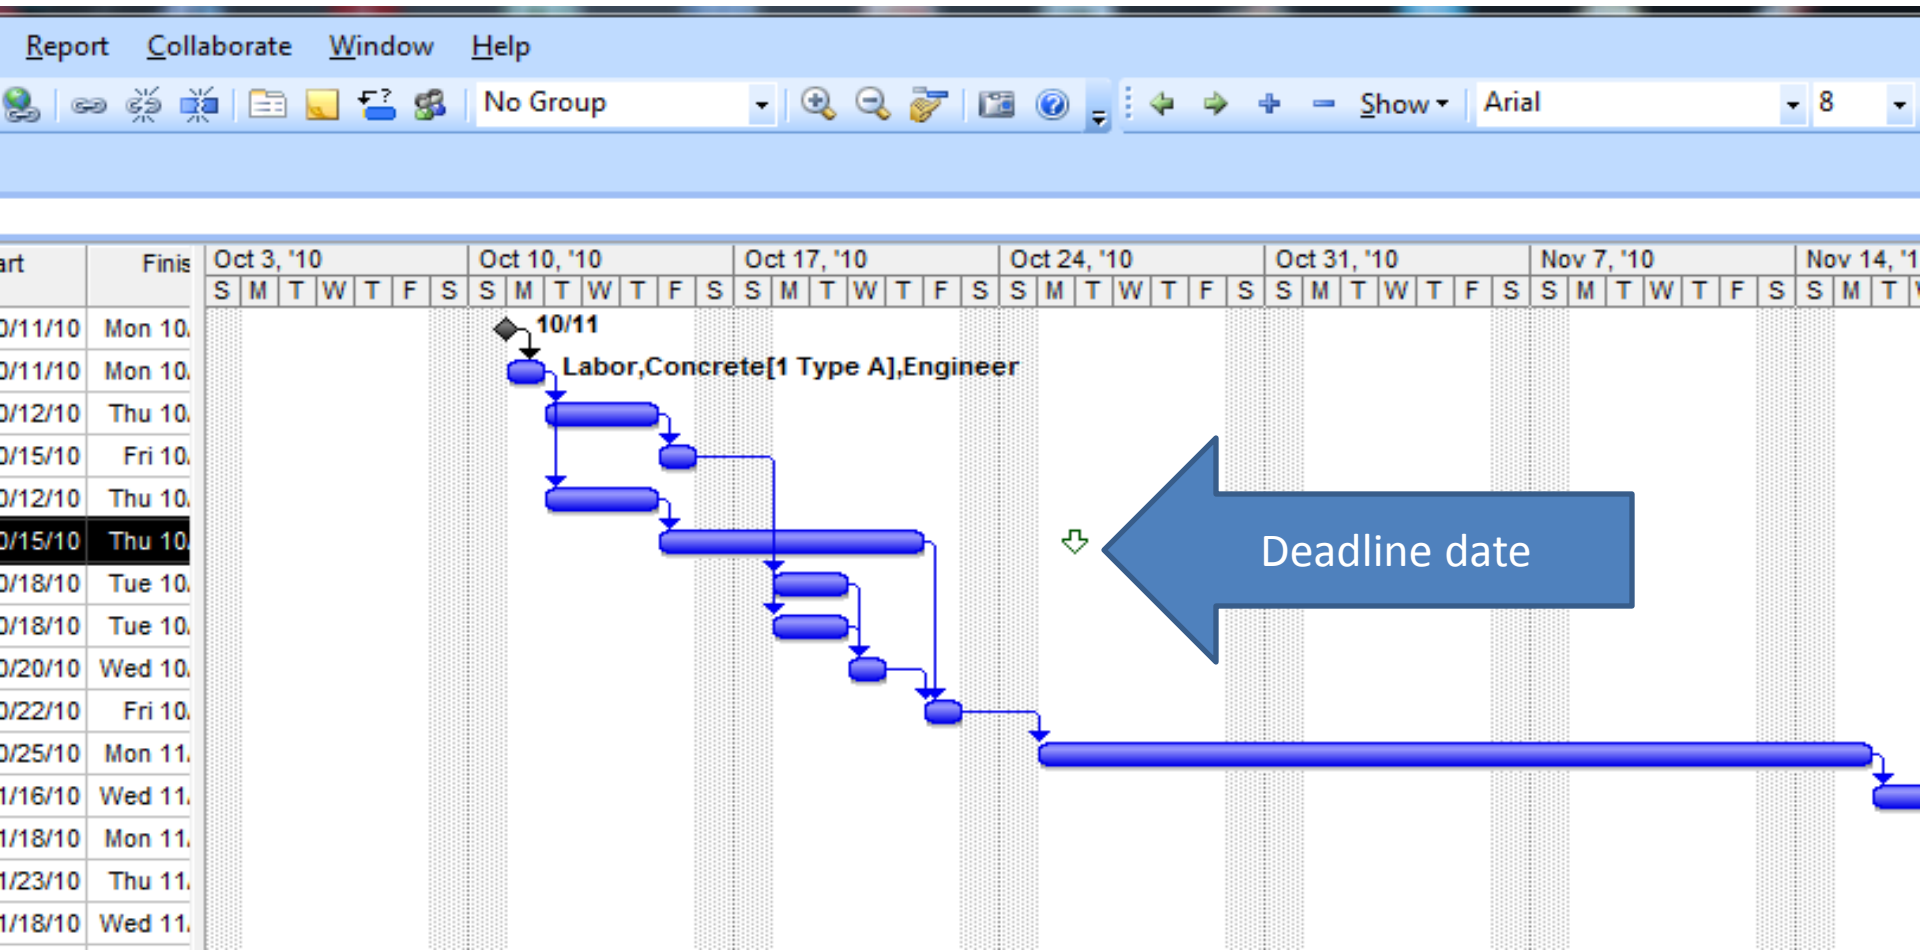 Report Collaborate Window Help
No Group Show Arial 8
art Finis Oct 3, '10 Oct 10, '10 Oct 17, '10 Oct 24, '10 Oct 31, '10 Nov 7, '10 Nov 14, '1
S M T W T F S S M T W T F S S M T W T F S S M T W T F S S M T W T F S S M T W T F S S M T
0/11/10 Mon 10/ 10/11
0/11/10 Mon 10/ Labor,Concrete[1 Type A],Engineer
0/12/10 Thu 10/
0/15/10 Fri 10/
0/12/10 Thu 10/
0/15/10 Thu 10/ Deadline date
0/18/10 Tue 10/
0/18/10 Tue 10/
0/20/10 Wed 10/
0/22/10 Fri 10/
0/25/10 Mon 11/
1/16/10 Wed 11/
1/18/10 Mon 11/
1/23/10 Thu 11/
1/18/10 Wed 11/